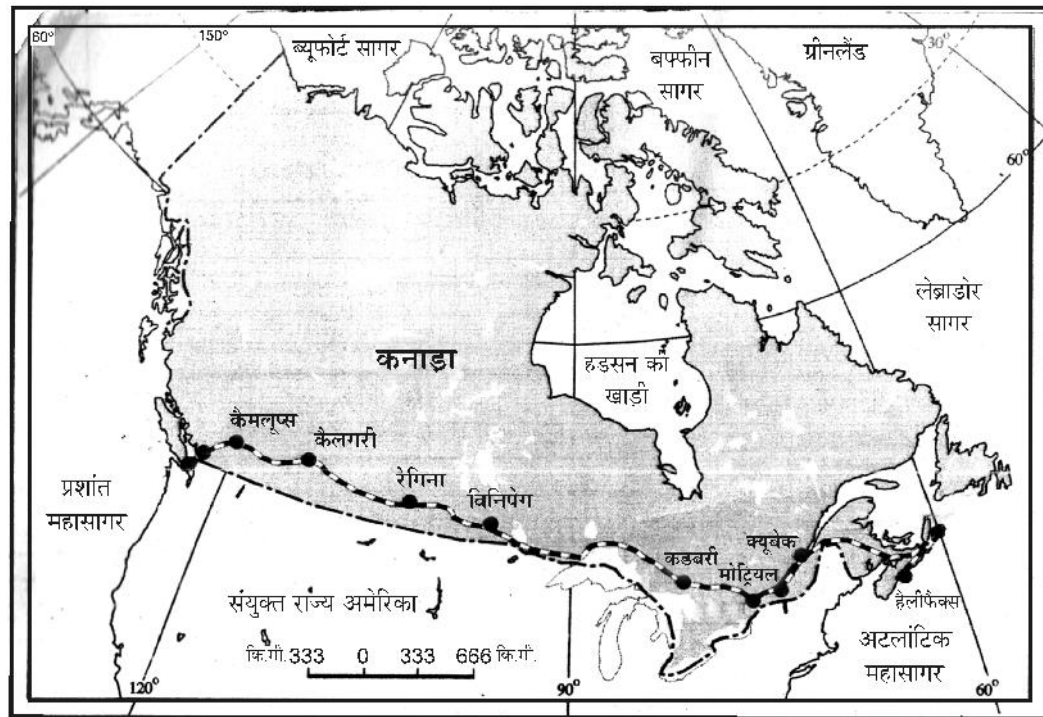 60°
150°
ब्यूफोर्ट सागर
बफ्फीन
सागर
ग्रीनलैंड
30°
60°
लेब्राडोर
सागर
कनाड़ा
हडसन की
खाड़ी
कैमलूप्स
कैलगरी
रेगिना
विनिपेग
प्रशांत
महासागर
क्यूबेक
कडबरी
मोट्रियल
हैलीफैक्स
संयुक्त राज्य अमेरिका
कि.मी. 333 0 333 666 कि.मी.
अटलांटिक
महासागर
120°
90°
60°